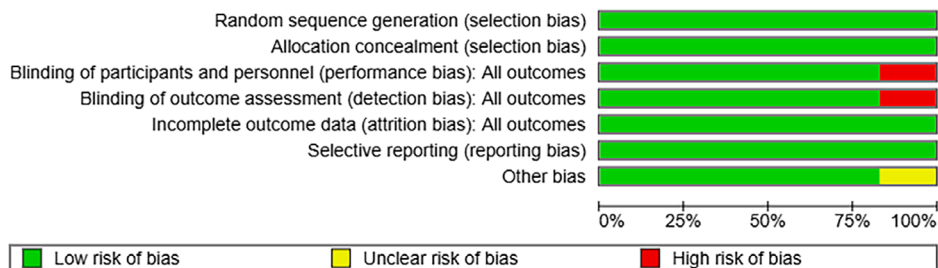 Random sequence generation (selection bias)
Allocation concealment (selection bias)
Blinding of participants and personnel (performance bias): All outcomes
Blinding of outcome assessment (detection bias): All outcomes
Incomplete outcome data (attrition bias): All outcomes
Selective reporting (reporting bias)
Other bias
0% 25% 50% 75% 100%
Low risk of bias Unclear risk of bias High risk of bias